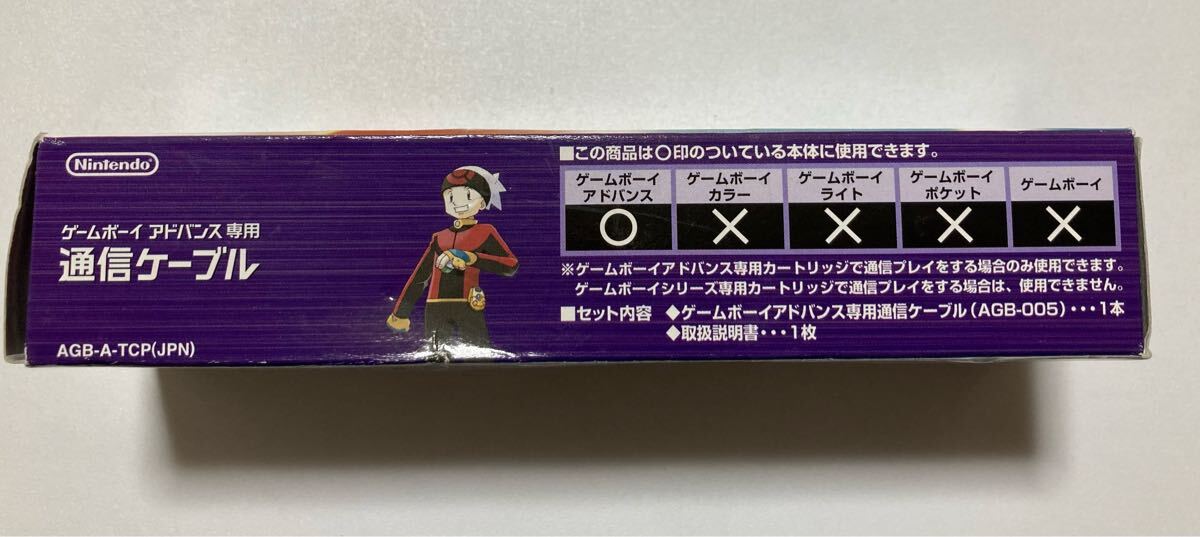 Nintendo
ゲームボーイ アドバンス 専用
通信ケーブル
AGB-A-TCP(JPN)
■この商品は○印のついている本体に使用できます。
ゲームボーイ アドバンス
ゲームボーイ カラー
ゲームボーイ ライト
ゲームボーイ ポケット
ゲームボーイ
○ × × × ×
※ゲームボーイアドバンス専用カートリッジで通信プレイをする場合のみ使用できます。
ゲームボーイシリーズ専用カートリッジで通信プレイをする場合は、使用できません。
■セット内容 ◆ゲームボーイアドバンス専用通信ケーブル(AGB-005)・・・1本
◆取扱説明書・・・1枚